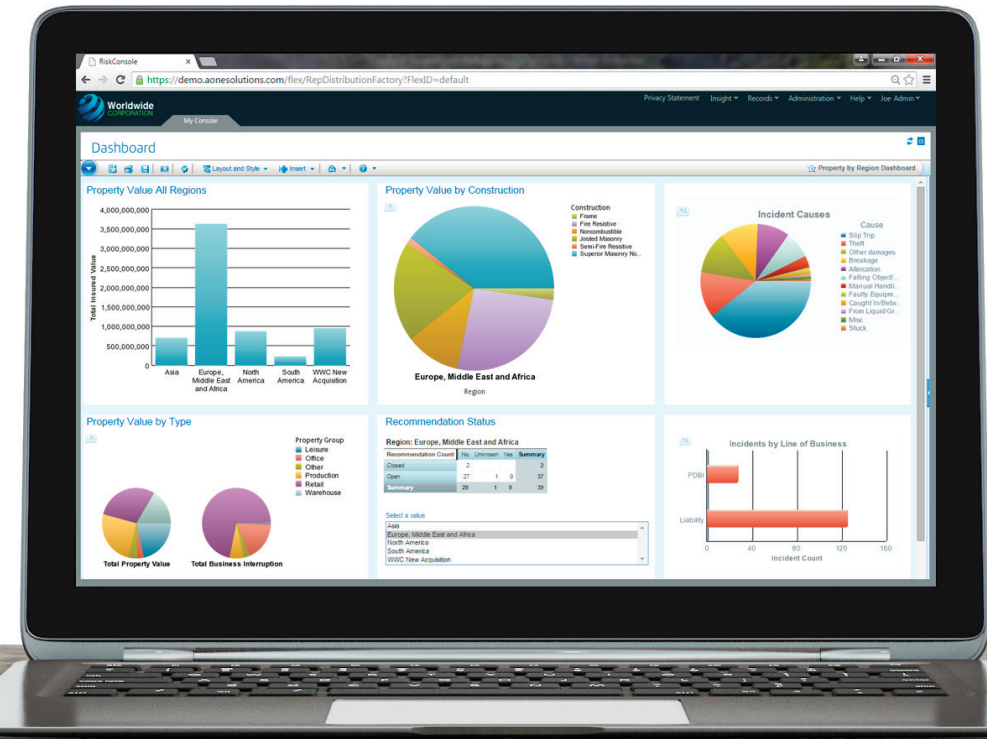 RiskConsole
https://demo.aonesolutions.com/flex/RepDistributionFactory?FlexID=default
Worldwide
CORPORATION
My Console
Privacy Statement Insight Records Administration Help Joe Admin
Dashboard
Layout and Style Insert
Property by Region Dashboard
Property Value All Regions
4,000,000,000
3,500,000,000
3,000,000,000
2,500,000,000
2,000,000,000
1,500,000,000
1,000,000,000
500,000,000
0
Total Insured Value
Asia
Europe,
Middle East
and Africa
North
America
South
America
WWC New
Acquisition
Property Value by Construction
Construction
Frame
Fire Resistive
Noncombustible
Joisted Masonry
Semi-Fire Resistive
Superior Masonry No...
Europe, Middle East and Africa
Region
Incident Causes
Cause
Slip Trip
Theft
Other damages
Breakage
Altercation
Falling Object/...
Manual Handli...
Faulty Equipm...
Caught In/Betw...
From Liquid/Gr...
Misc
Stuck
Property Value by Type
Property Group
Leisure
Office
Other
Production
Retail
Warehouse
Total Property Value
Total Business Interruption
Recommendation Status
Region: Europe, Middle East and Africa
Recommendation Count No Unknown Yes Summary
Closed 2 2
Open 27 1 9 37
Summary 29 1 9 39
Select a value
Asia
Europe, Middle East and Africa
North America
South America
WWC New Acquisition
Incidents by Line of Business
PDBI
Liability
0 40 80 120 160
Incident Count